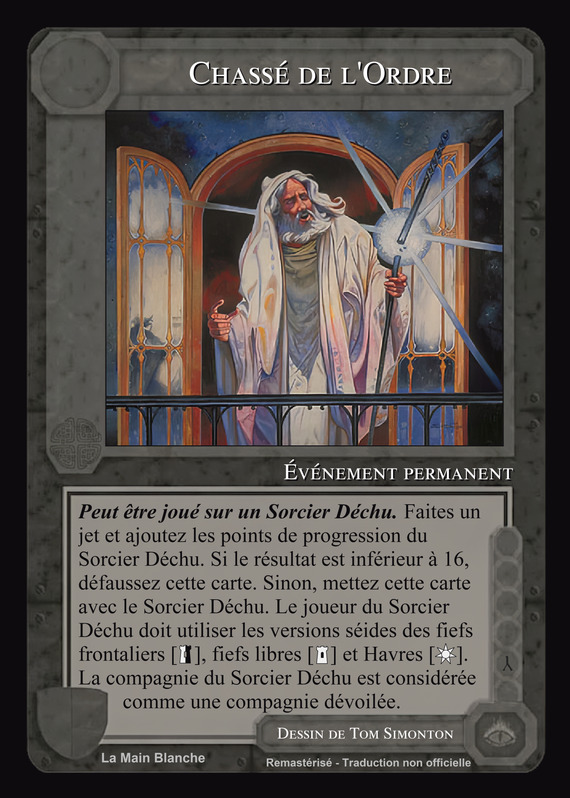 Chassé de l'Ordre
Événement permanent
Peut être joué sur un Sorcier Déchu. Faites un
jet et ajoutez les points de progression du
Sorcier Déchu. Si le résultat est inférieur à 16,
défaussez cette carte. Sinon, mettez cette carte
avec le Sorcier Déchu. Le joueur du Sorcier
Déchu doit utiliser les versions séides des fiefs
frontaliers [], fiefs libres [] et Havres [].
La compagnie du Sorcier Déchu est considérée
comme une compagnie dévoilée.
Dessin de Tom Simonton
La Main Blanche
Remastérisé - Traduction non officielle